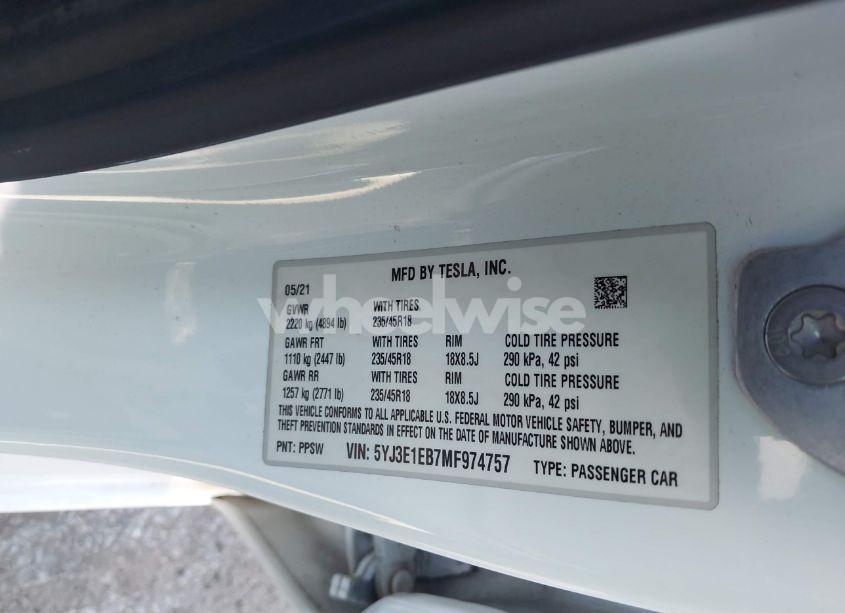 MFD BY TESLA, INC.
05/21
GVWR WITH TIRES
2220 kg (4894 lb) 235/45R18
GAWR FRT WITH TIRES RIM COLD TIRE PRESSURE
1110 kg (2447 lb) 235/45R18 18X8.5J 290 kPa, 42 psi
GAWR RR WITH TIRES RIM COLD TIRE PRESSURE
1257 kg (2771 lb) 235/45R18 18X8.5J 290 kPa, 42 psi
THIS VEHICLE CONFORMS TO ALL APPLICABLE U.S. FEDERAL MOTOR VEHICLE SAFETY, BUMPER, AND
THEFT PREVENTION STANDARDS IN EFFECT ON THE DATE OF MANUFACTURE SHOWN ABOVE.
PNT: PPSW VIN: 5YJ3E1EB7MF974757 TYPE: PASSENGER CAR
wheelwise